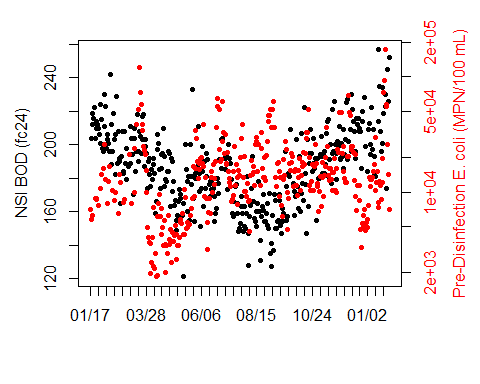 NSI BOD (fc24)
240
200
160
120
01/17 03/28 06/06 08/15 10/24 01/02
2e+05
5e+04
1e+04
2e+03
Pre-Disinfection E. coli (MPN/100 mL)